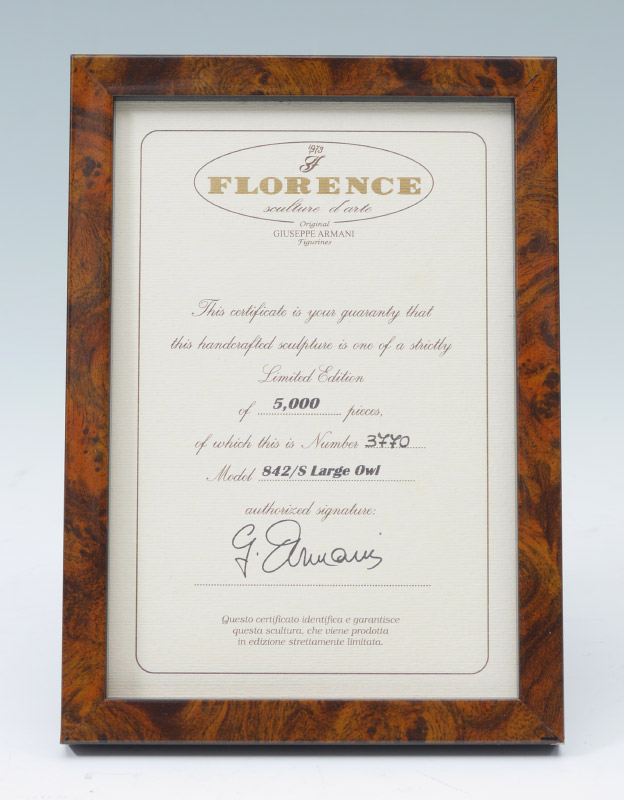 1973
F
FLORENCE
sculture d'arte
Original
GIUSEPPE ARMANI
Figurines
This certificate is your guaranty that
this handcrafted sculpture is one of a strictly
Limited Edition
of 5,000 pieces,
of which this is Number 3770
Model 842/S Large Owl
authorized signature:
G. Armani
Questo certificato identifica e garantisce
questa scultura, che viene prodotta
in edizione strettamente limitata.